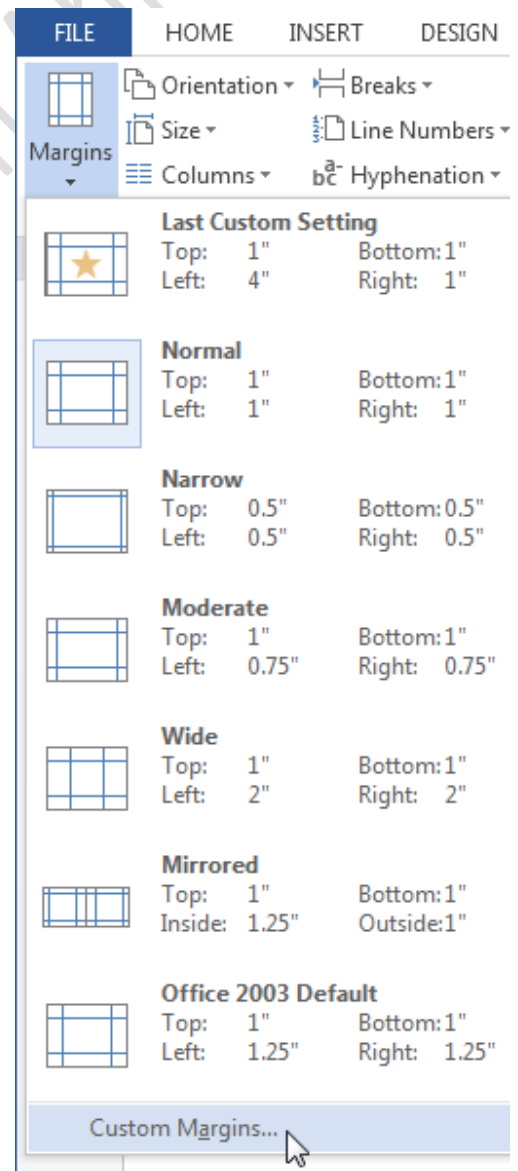 FILE HOME INSERT DESIGN
Orientation Breaks
Size Line Numbers
Margins
Columns Hyphenation
Last Custom Setting
Top: 1" Bottom: 1"
Left: 4" Right: 1"
Normal
Top: 1" Bottom: 1"
Left: 1" Right: 1"
Narrow
Top: 0.5" Bottom: 0.5"
Left: 0.5" Right: 0.5"
Moderate
Top: 1" Bottom: 1"
Left: 0.75" Right: 0.75"
Wide
Top: 1" Bottom: 1"
Left: 2" Right: 2"
Mirrored
Top: 1" Bottom: 1"
Inside: 1.25" Outside: 1"
Office 2003 Default
Top: 1" Bottom: 1"
Left: 1.25" Right: 1.25"
Custom Margins...